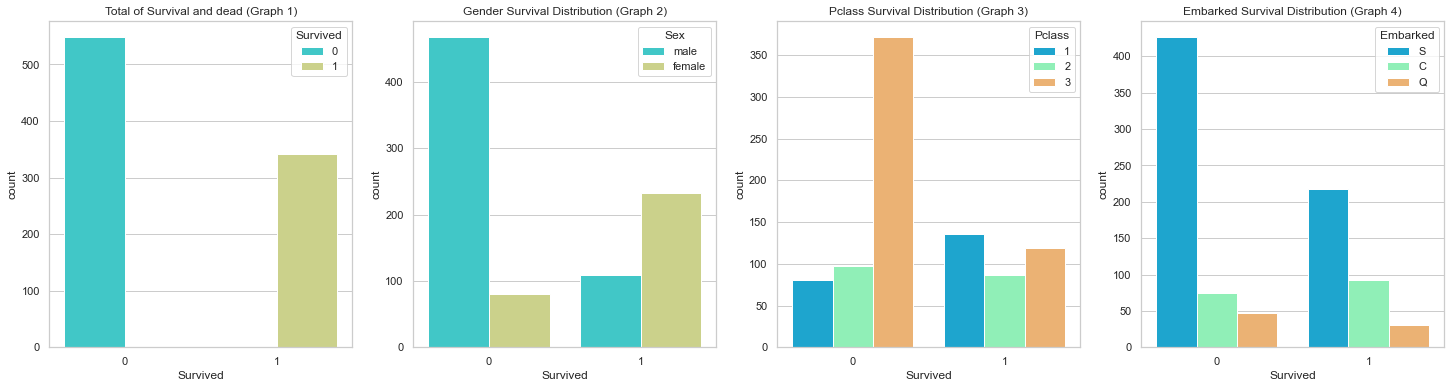 Total of Survival and dead (Graph 1)
Survived
0
1
500
400
300
200
100
0
count
0
1
Survived
Gender Survival Distribution (Graph 2)
Sex
male
female
400
300
200
100
0
count
0
1
Survived
Pclass Survival Distribution (Graph 3)
Pclass
1
2
3
350
300
250
200
150
100
50
0
count
0
1
Survived
Embarked Survival Distribution (Graph 4)
Embarked
S
C
Q
400
350
300
250
200
150
100
50
0
count
0
1
Survived